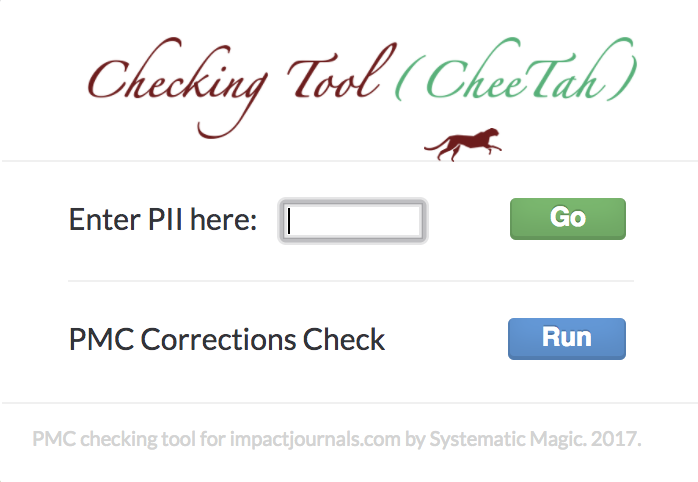 Checking Tool (CheeTah)
Enter PII here: Go
PMC Corrections Check Run
PMC checking tool for impactjournals.com by Systematic Magic. 2017.